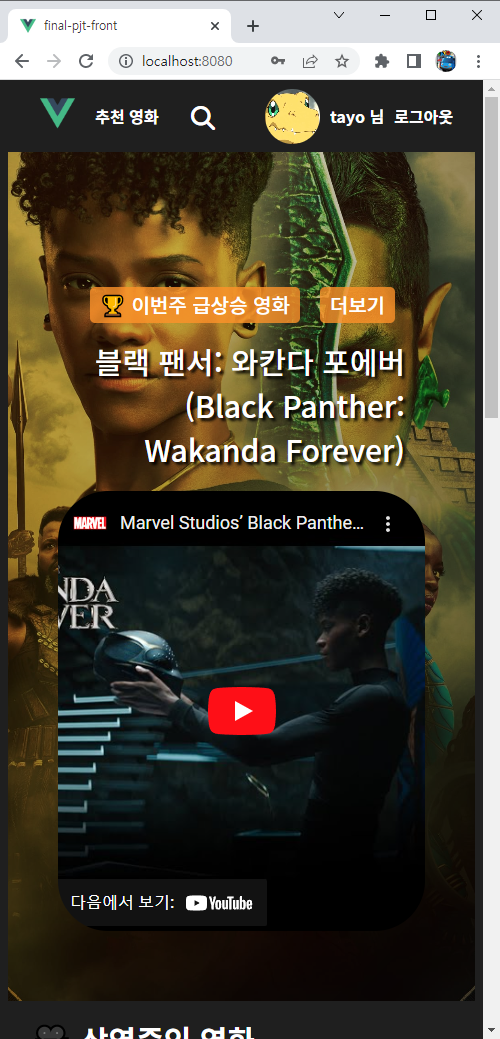 final-pjt-front
localhost:8080
추천 영화
tayo 님 로그아웃
이번주 급상승 영화 더보기
블랙 팬서: 와칸다 포에버
(Black Panther:
Wakanda Forever)
MARVEL Marvel Studios’ Black Panthe...
NDA
VER
다음에서 보기: YouTube
상영중인 영화